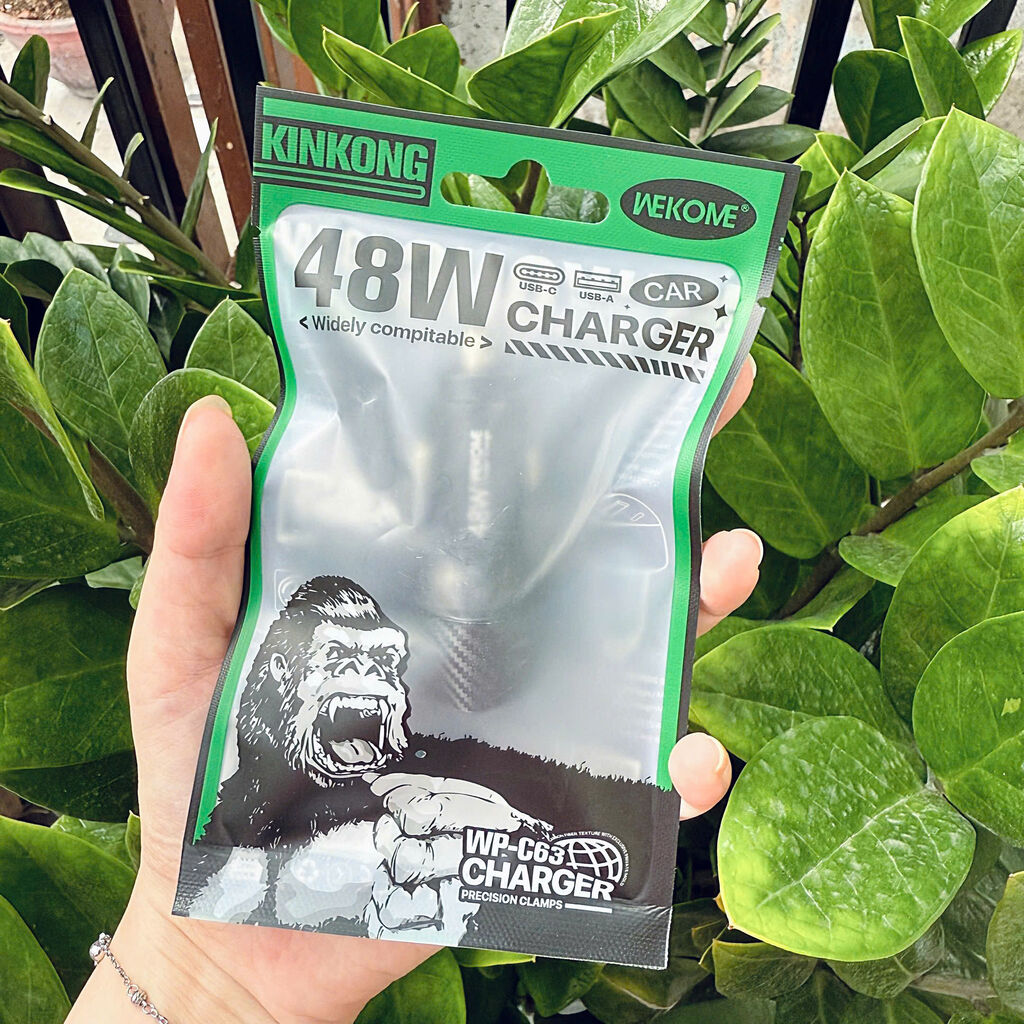 KINKONG
WEKOME®
48W
USB-C
USB-A
CAR
CHARGER
< Widely compitable >
WP-C63
CHARGER
PRECISION CLAMPS